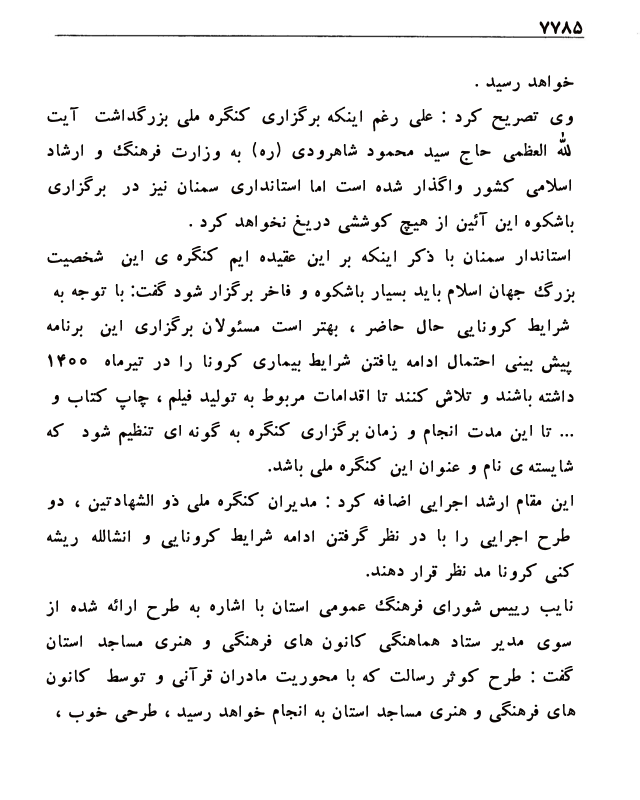 ۷۷۸۵
خواهد رسید .
وی تصریح کرد : علی رغم اینکه برگزاری کنگره ملی بزرگداشت آیت
لله العظمی حاج سید محمود شاهرودی (ره) به وزارت فرهنگ و ارشاد
اسلامی کشور واگذار شده است اما استانداری سمنان نیز در برگزاری
باشکوه این آئین از هیچ کوششی دریغ نخواهد کرد .
استاندار سمنان با ذکر اینکه بر این عقیده ایم کنگره ی این شخصیت
بزرگ جهان اسلام باید بسیار باشکوه و فاخر برگزار شود گفت: با توجه به
شرایط کرونایی حال حاضر ، بهتر است مسئولان برگزاری این برنامه
پیش بینی احتمال ادامه یافتن شرایط بیماری کرونا را در تیرماه ۱۴۰۰
داشته باشند و تلاش کنند تا اقدامات مربوط به تولید فیلم ، چاپ کتاب و
... تا این مدت انجام و زمان برگزاری کنگره به گونه ای تنظیم شود که
شایسته ی نام و عنوان این کنگره ملی باشد.
این مقام ارشد اجرایی اضافه کرد : مدیران کنگره ملی ذو الشهادتین ، دو
طرح اجرایی را با در نظر گرفتن ادامه شرایط کرونایی و انشالله ریشه
کنی کرونا مد نظر قرار دهند.
نایب رییس شورای فرهنگ عمومی استان با اشاره به طرح ارائه شده از
سوی مدیر ستاد هماهنگی کانون های فرهنگی و هنری مساجد استان
گفت : طرح کوثر رسالت که با محوریت مادران قرآنی و توسط کانون
های فرهنگی و هنری مساجد استان به انجام خواهد رسید ، طرحی خوب ،